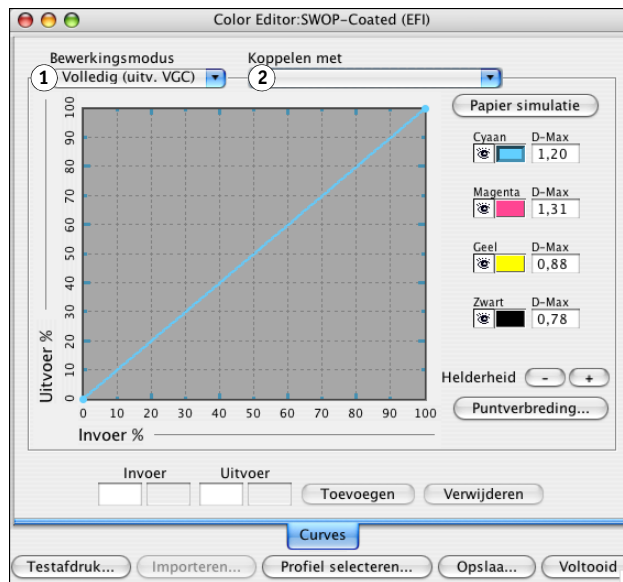 Color Editor:SWOP-Coated (EFI)
Bewerkingsmodus Koppelen met
1 Volledig (uitv. VGC) 2
Papier simulatie
Cyaan D-Max
1,20
Magenta D-Max
1,31
Geel D-Max
0,88
Zwart D-Max
0,78
Helderheid - +
Puntverbreding...
Uitvoer %
100
90
80
70
60
50
40
30
20
10
0
0 10 20 30 40 50 60 70 80 90 100
Invoer %
Invoer Uitvoer
Toevoegen Verwijderen
Curves
Testafdruk... Importeren... Profiel selecteren... Opslaa... Voltooid